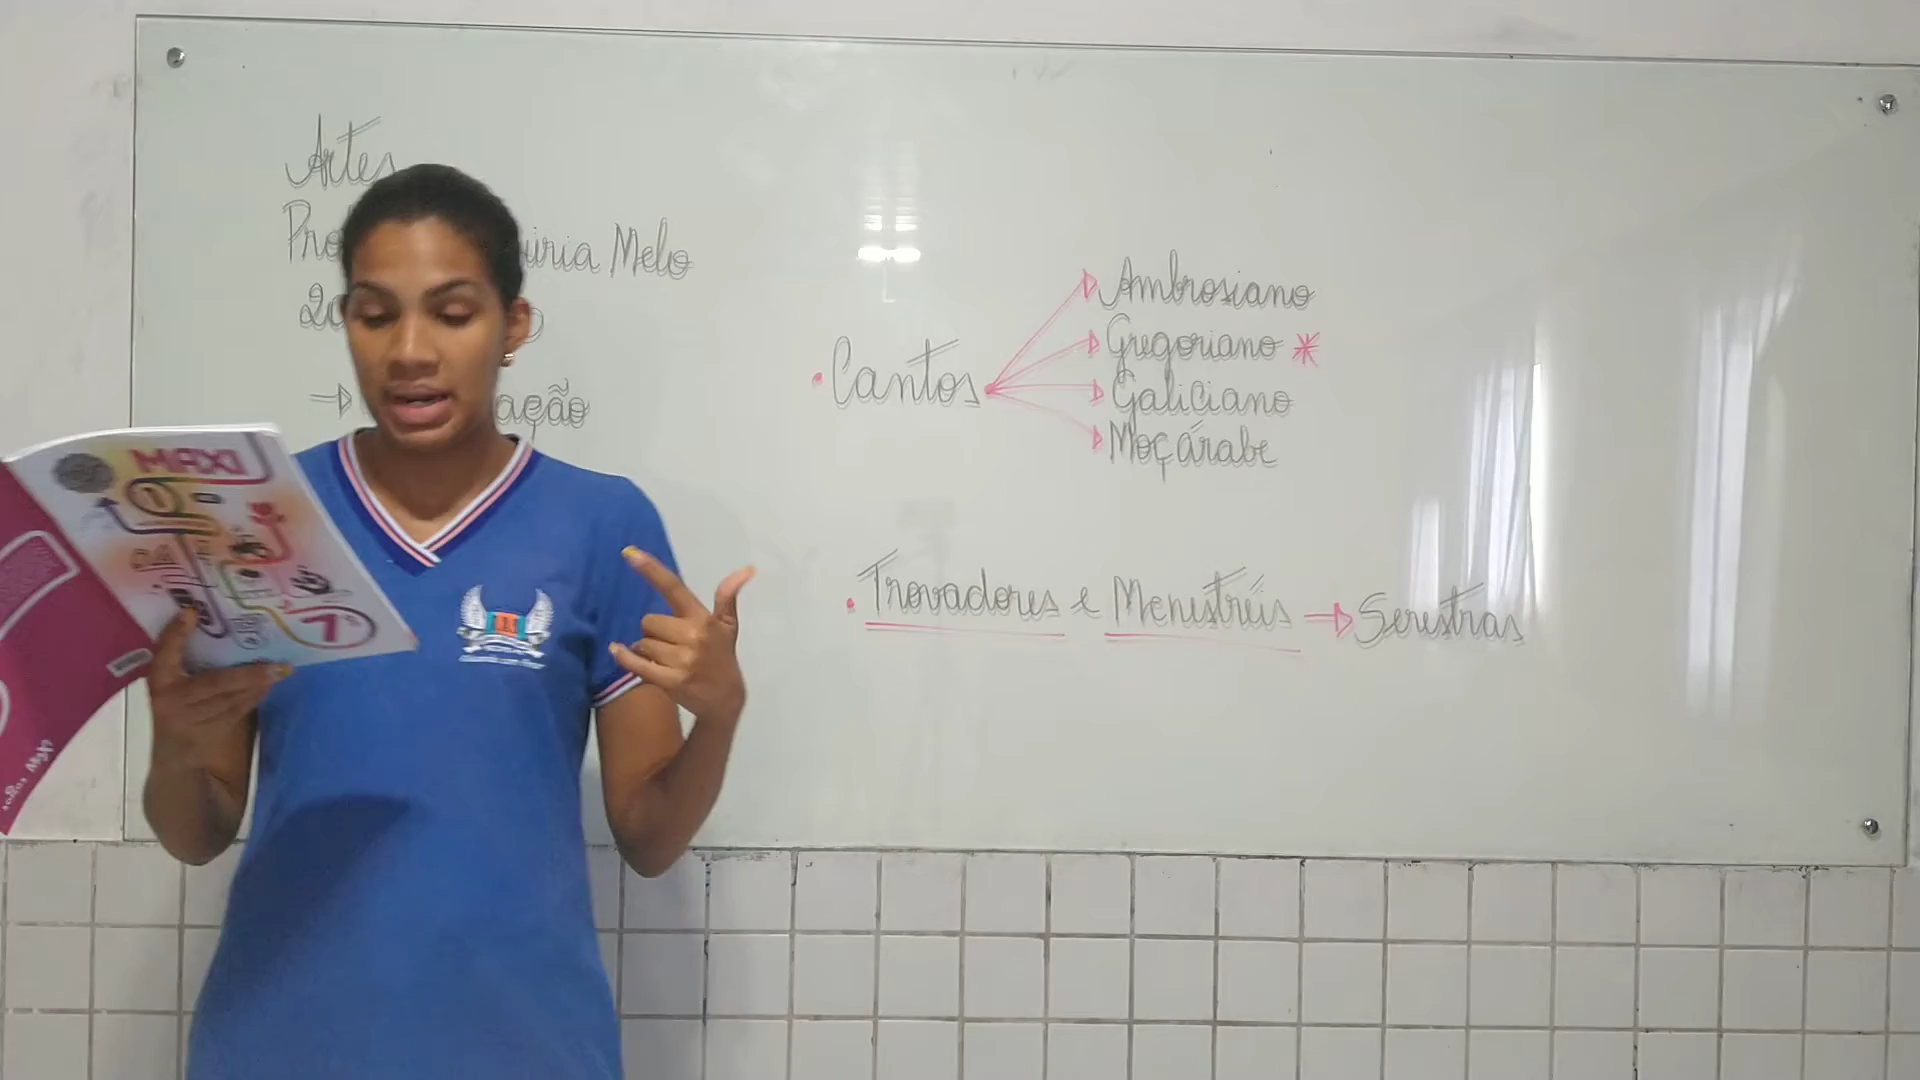 Artes
Melo
Cantos
Ambrosiano
Gregoriano *
Galiciano
Moçárabe
Trovadores e Menestréis → Serestras
MAXI
7º